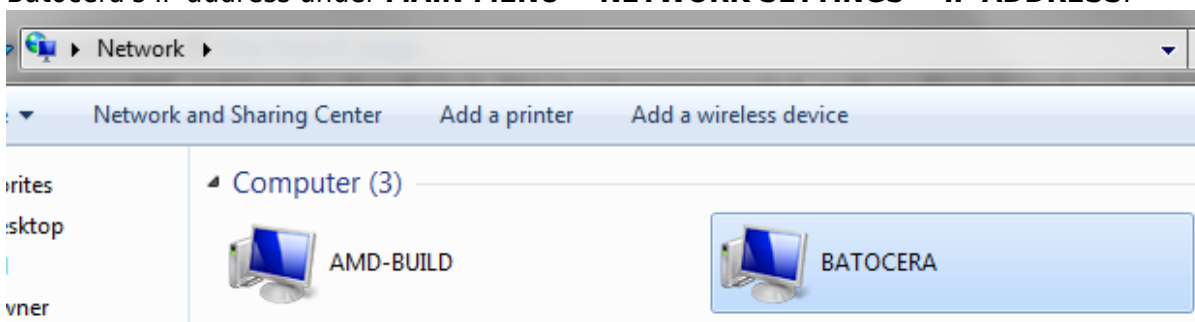 Batocera's IP address under MAIN MENU NETWORK SETTINGS IP ADDRESS.
Network
Network and Sharing Center Add a printer Add a wireless device
Computer (3)
AMD-BUILD BATOCERA